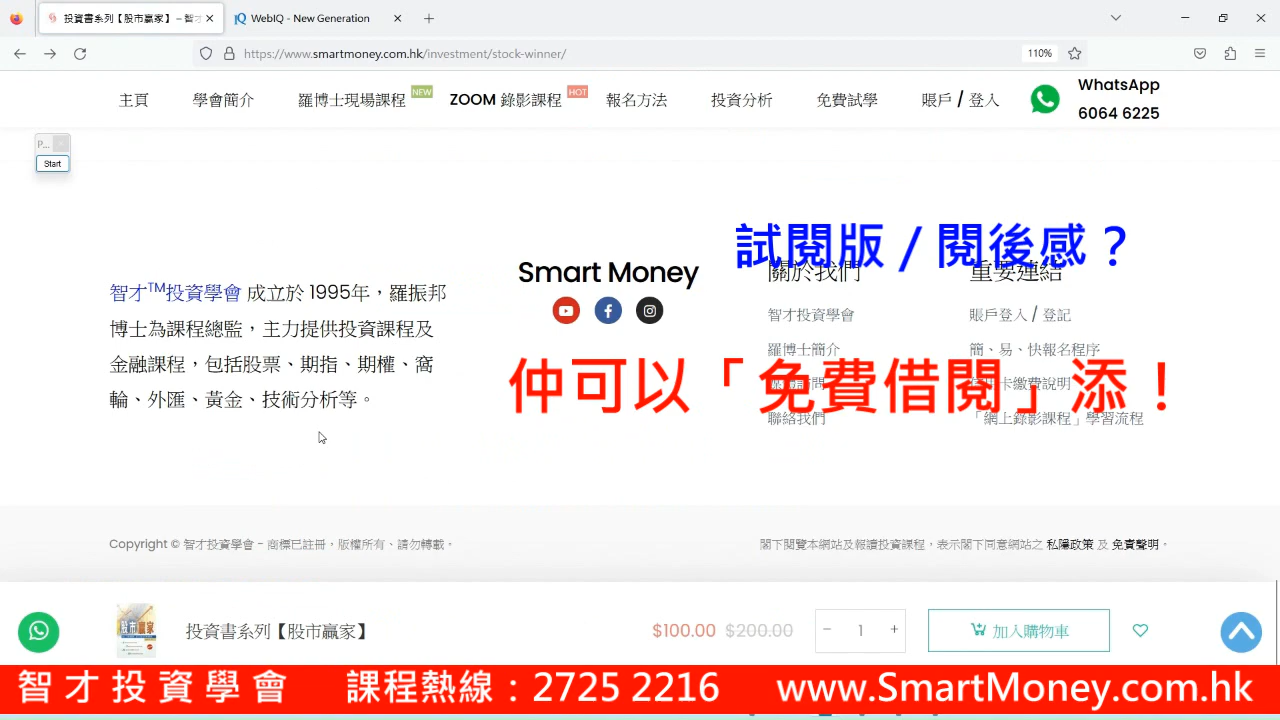 投資書系列【股市贏家】 – 智才
WebIQ - New Generation
https://www.smartmoney.com.hk/investment/stock-winner/
110%
主頁
學會簡介
羅博士現場課程
NEW
ZOOM 錄影課程
HOT
報名方法
投資分析
免費試學
賬戶 / 登入
WhatsApp
6064 6225
P...
Start
試閱版 / 閱後感？
智才TM投資學會 成立於 1995年，羅振邦
博士為課程總監，主力提供投資課程及
金融課程，包括股票、期指、期權、窩
輪、外匯、黃金、技術分析等。
Smart Money
關於我們
智才投資學會
羅博士簡介
聯絡我們
重要連結
賬戶登入 / 登記
簡、易、快報名程序
卡繳費說明
「網上錄影課程」學習流程
仲可以「免費借閱」添！
Copyright © 智才投資學會 – 商標已註冊，版權所有、請勿轉載。
閣下閱覽本網站及報讀投資課程，表示閣下同意網站之 私隱政策 及 免責聲明。
投資書系列【股市贏家】
$100.00 $200.00
− 1 +
加入購物車
智才投資學會 課程熱線：2725 2216 www.SmartMoney.com.hk